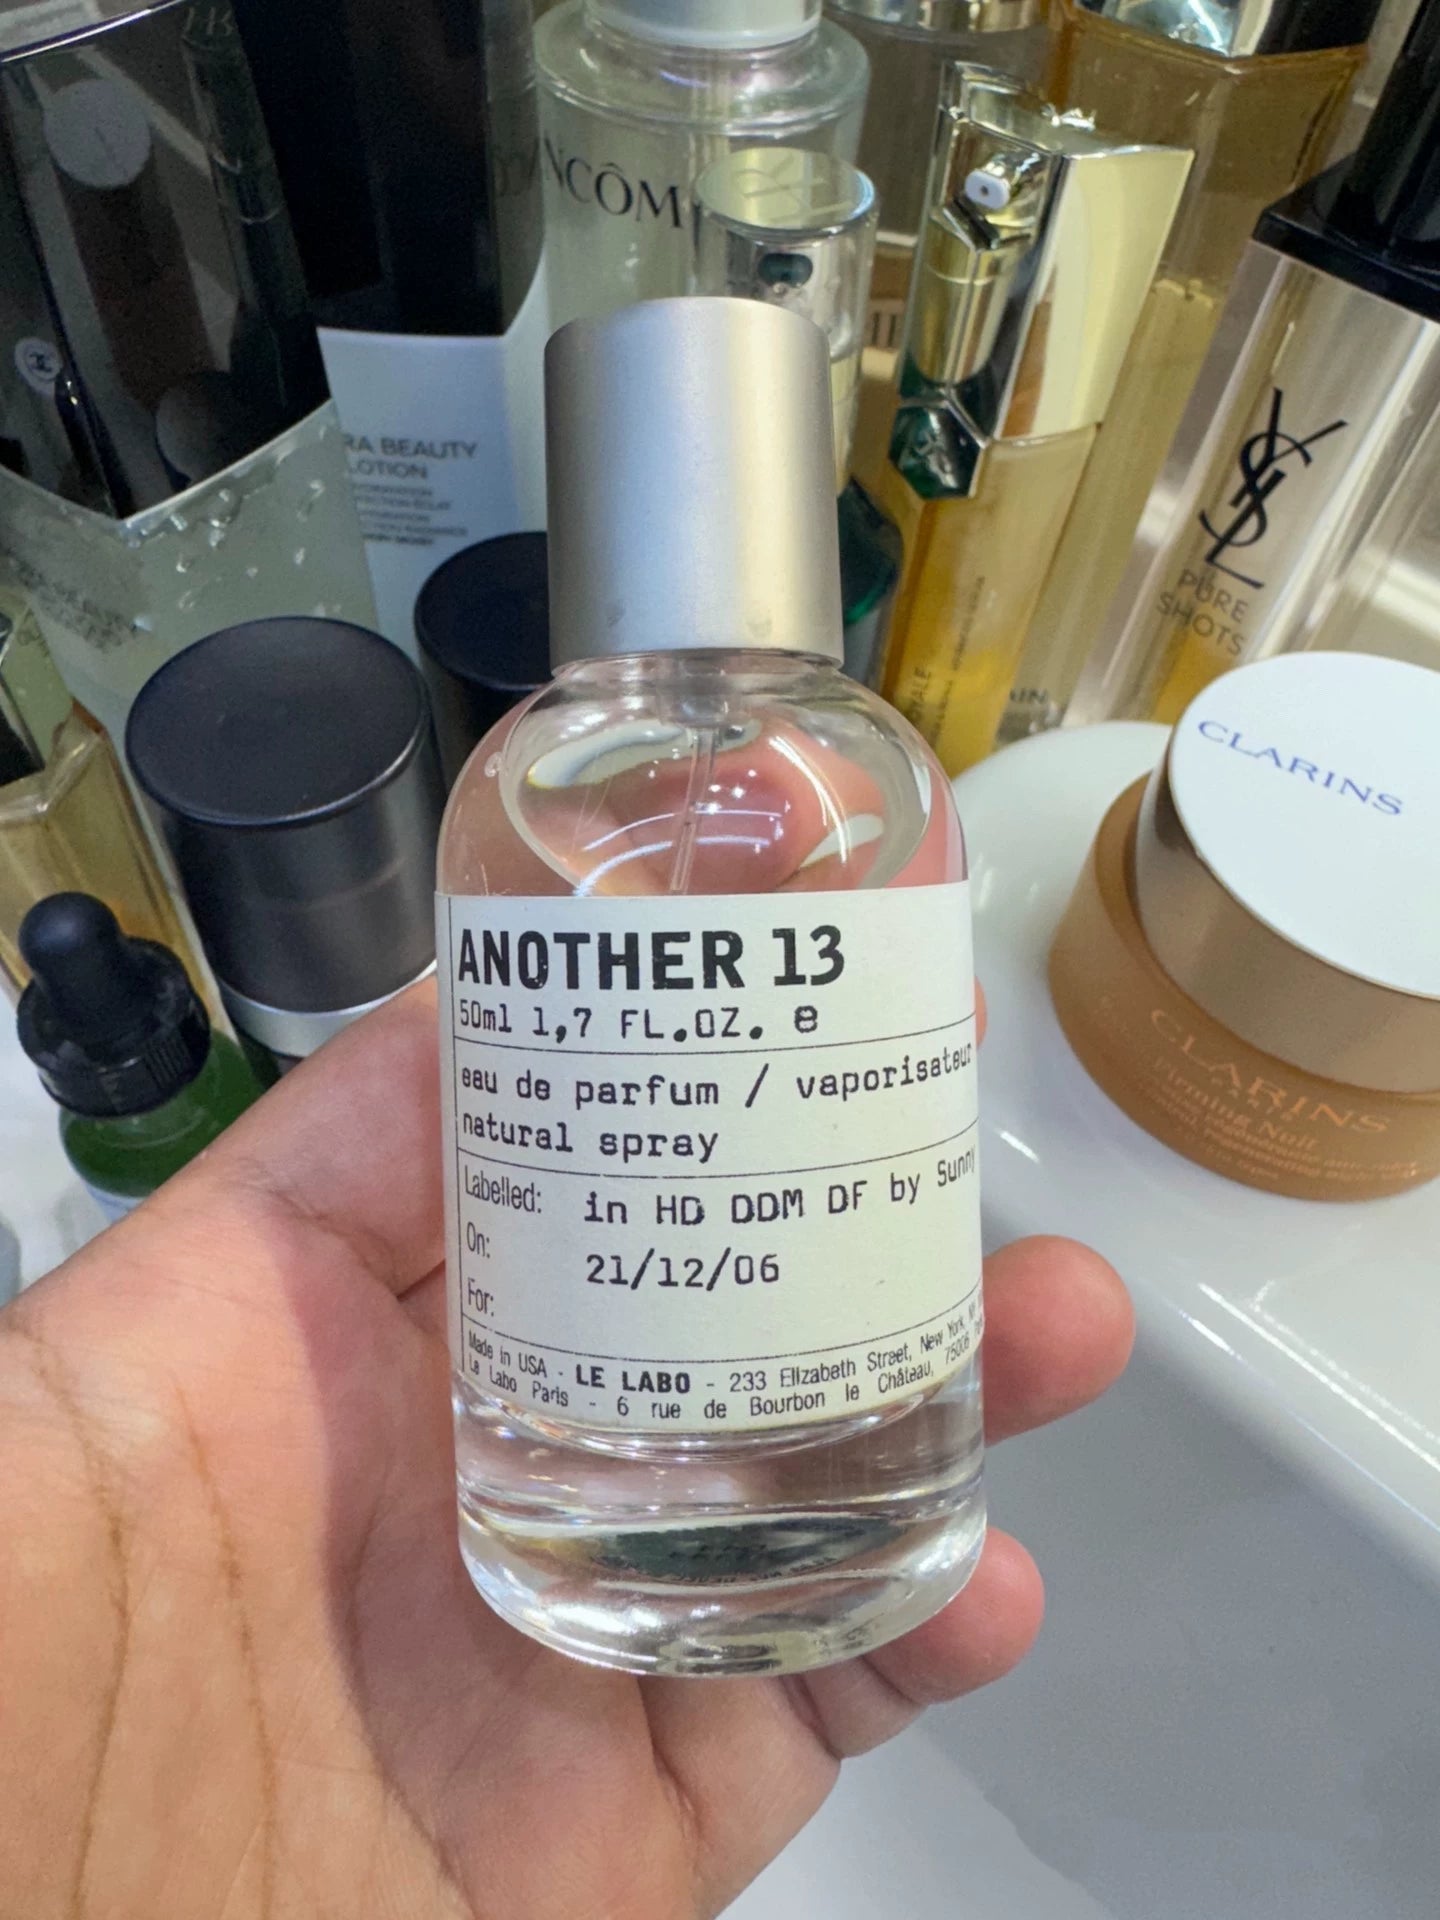 NCÔM
RA BEAUTY
LOTION
YSL
PURE
SHOTS
CLARINS
CLARINS
ANOTHER 13
50ml 1,7 FL.OZ. e
eau de parfum / vaporisateur
natural spray
Labelled: in HD DDM DF by Sunny
On: 21/12/06
For:
Made in USA - LE LABO - 233 Elizabeth Street, New York,
Le Labo Paris - 6 rue de Bourbon le Château, 75006